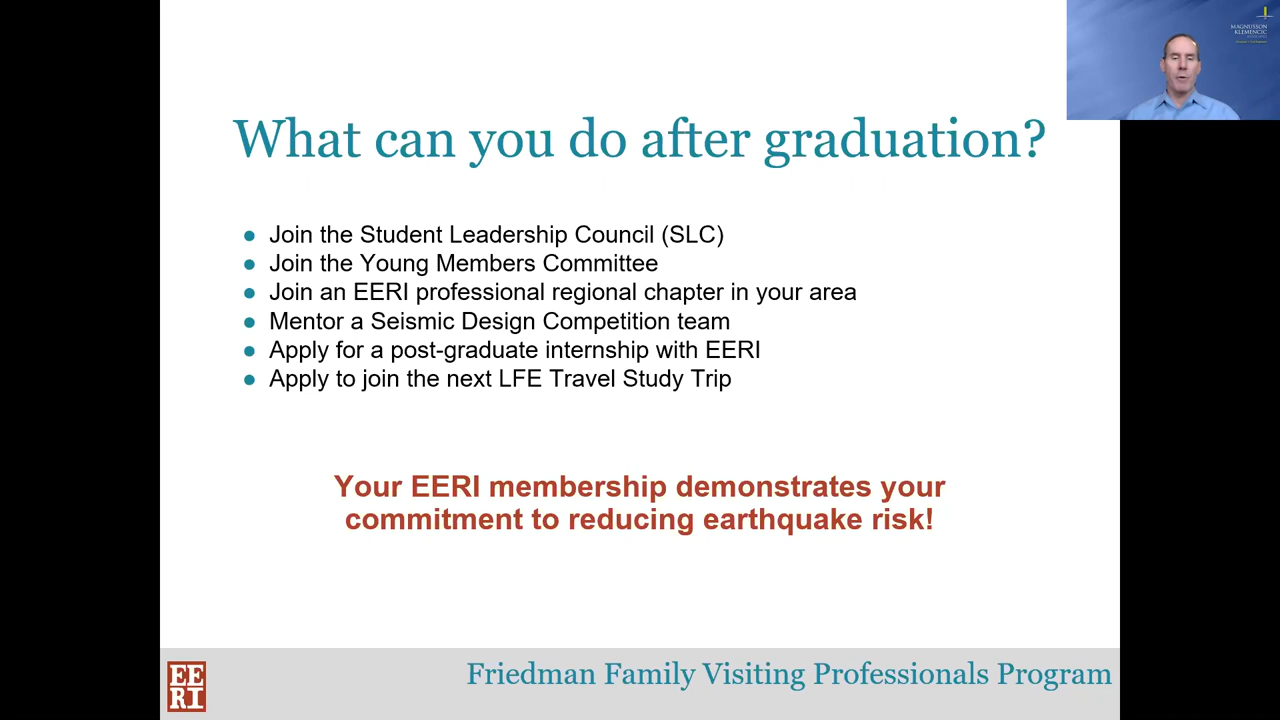 MAGNUSSON
KLEMENCIC
What can you do after graduation?
● Join the Student Leadership Council (SLC)
● Join the Young Members Committee
● Join an EERI professional regional chapter in your area
● Mentor a Seismic Design Competition team
● Apply for a post-graduate internship with EERI
● Apply to join the next LFE Travel Study Trip
Your EERI membership demonstrates your
commitment to reducing earthquake risk!
EE
RI
Friedman Family Visiting Professionals Program